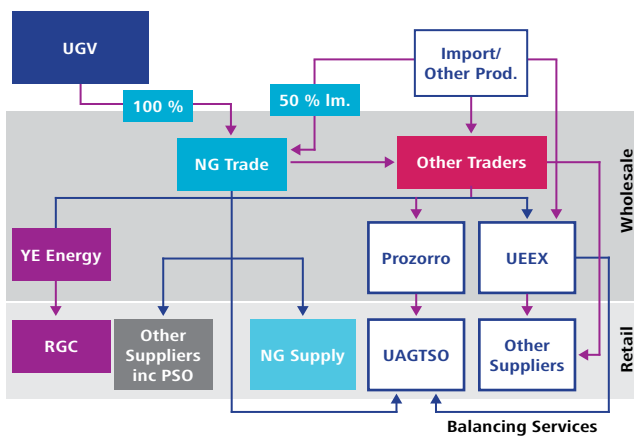 UGV
Import/
Other Prod.
100 %
50 % lm.
NG Trade
Other Traders
Wholesale
YE Energy
Prozorro
UEEX
RGC
Other
Suppliers
inc PSO
NG Supply
UAGTSO
Other
Suppliers
Retail
Balancing Services